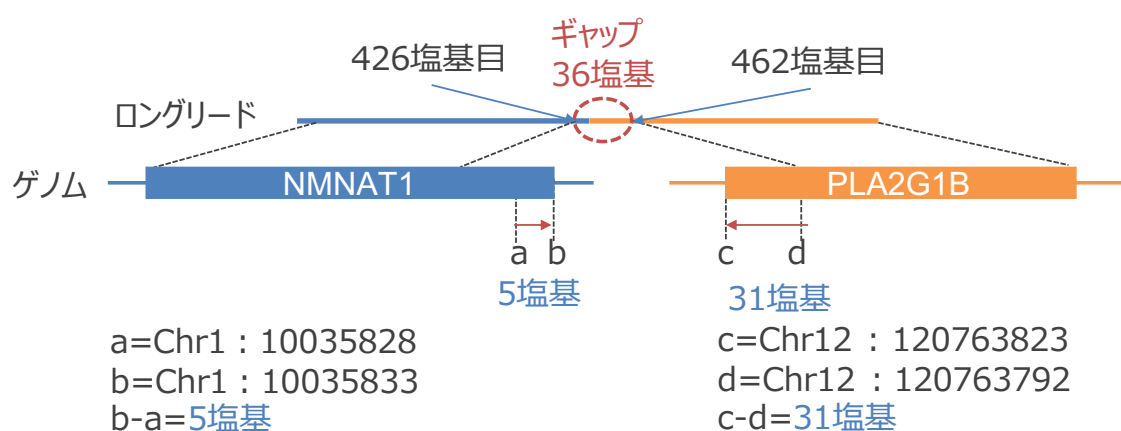 ギャップ
36塩基
426塩基目
462塩基目
ロングリード
ゲノム
NMNAT1
PLA2G1B
a b
c d
5塩基
31塩基
a=Chr1:10035828
b=Chr1:10035833
b-a=5塩基
c=Chr12 :120763823
d=Chr12 :120763792
c-d=31塩基